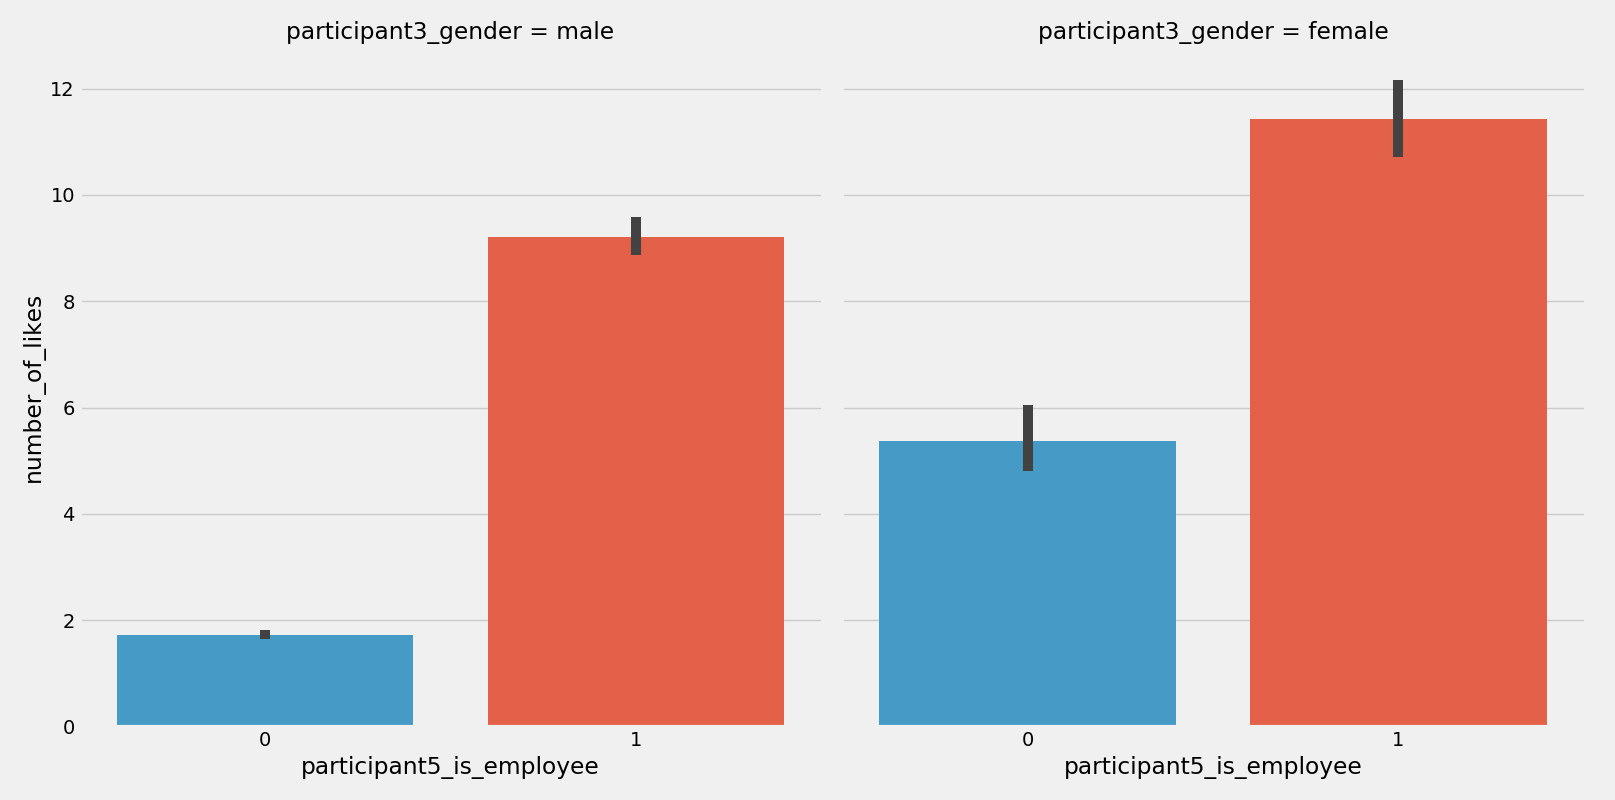 participant3_gender = male
participant3_gender = female
number_of_likes
12
10
8
6
4
2
0
0 1
0 1
participant5_is_employee
participant5_is_employee